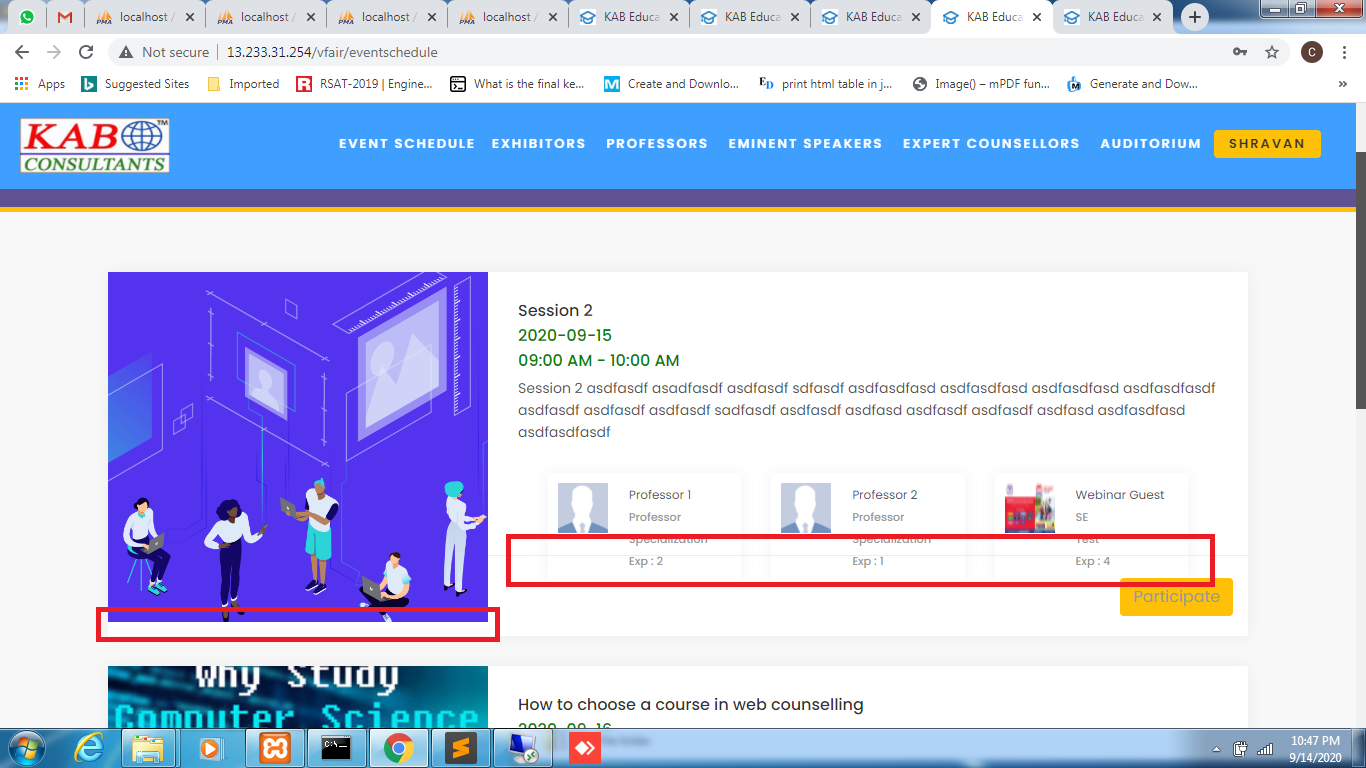 localhost /
localhost /
localhost /
localhost /
KAB Educa
KAB Educa
KAB Educa
KAB Educa
KAB Educa
Not secure
13.233.31.254/vfair/eventschedule
C
Apps
Suggested Sites
Imported
RSAT-2019 | Engine...
What is the final ke...
Create and Downlo...
print html table in j...
Image() – mPDF fun...
Generate and Dow...
KAB TM
CONSULTANTS
EVENT SCHEDULE
EXHIBITORS
PROFESSORS
EMINENT SPEAKERS
EXPERT COUNSELLORS
AUDITORIUM
SHRAVAN
Session 2
2020-09-15
09:00 AM - 10:00 AM
Session 2 asdfasdf asadfasdf asdfasdf sdfasdf asdfasdfasd asdfasdfasd asdfasdfasd asdfasdfasdf
asdfasdf asdfasdf asdfasdf sadfasdf asdfasdf asdfasd asdfasdf asdfasdf asdfasd asdfasdfasd
asdfasdfasdf
Professor 1
Professor
Specialization
Exp : 2
Professor 2
Professor
Specialization
Exp : 1
Webinar Guest
SE
Test
Exp : 4
Participate
Why Study
Computer Science
How to choose a course in web counselling
2020-09-16
10:47 PM
9/14/2020